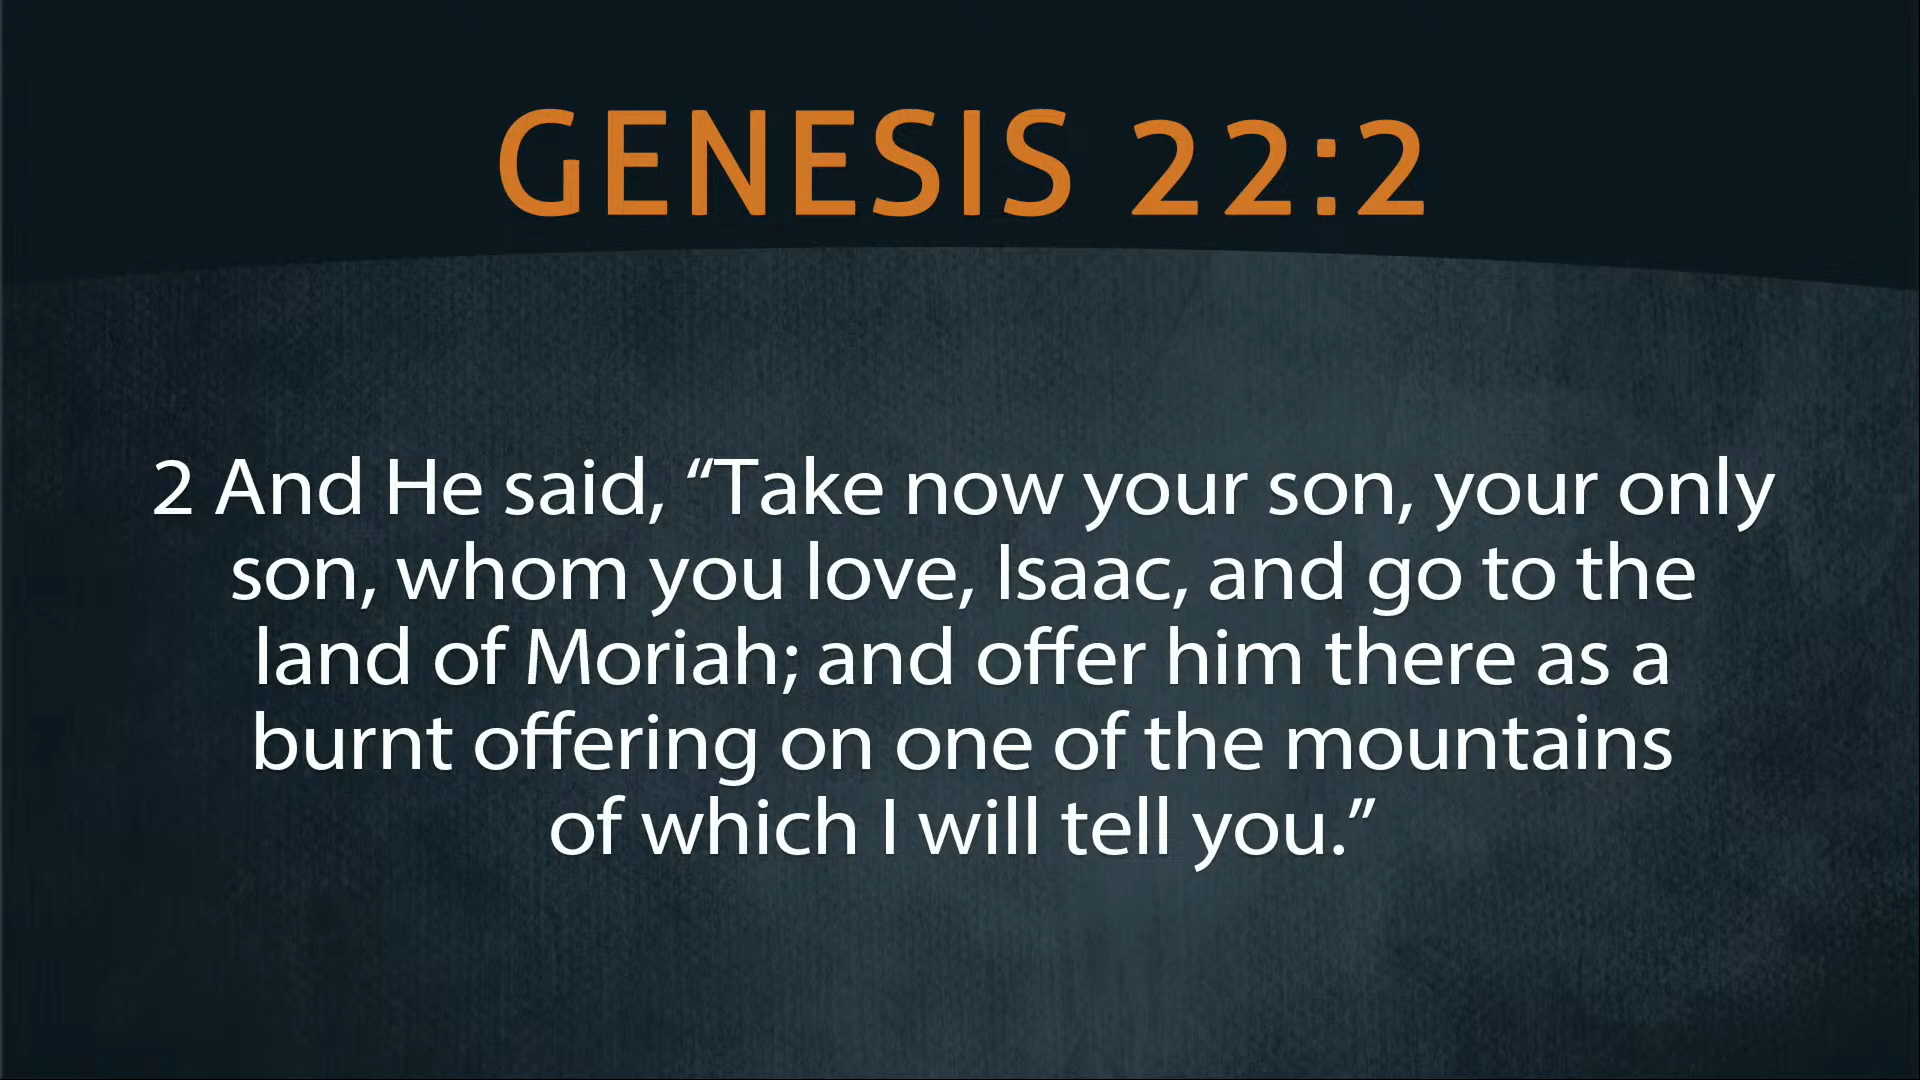 GENESIS 22:2
2 And He said, “Take now your son, your only
son, whom you love, Isaac, and go to the
land of Moriah; and offer him there as a
burnt offering on one of the mountains
of which I will tell you.”